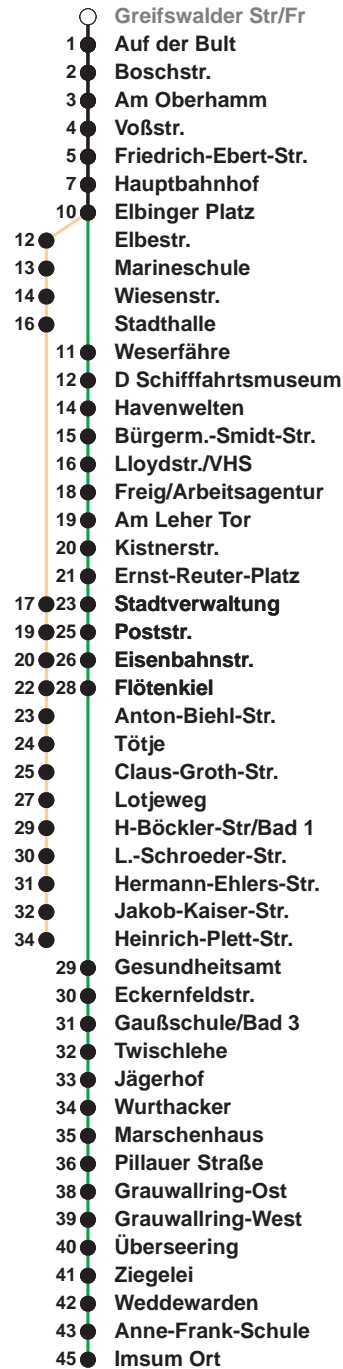 Greifswalder Str/Fr
1 Auf der Bult
2 Boschstr.
3 Am Oberhamm
4 Voßstr.
5 Friedrich-Ebert-Str.
7 Hauptbahnhof
10 Elbinger Platz
12 Elbestr.
13 Marineschule
14 Wiesenstr.
16 Stadthalle
11 Weserfähre
12 D Schifffahrtsmuseum
14 Havenwelten
15 Bürgerm.-Smidt-Str.
16 Lloydstr./VHS
18 Freig/Arbeitsagentur
19 Am Leher Tor
20 Kistnerstr.
21 Ernst-Reuter-Platz
17 23 Stadtverwaltung
19 25 Poststr.
20 26 Eisenbahnstr.
22 28 Flötenkiel
23 Anton-Biehl-Str.
24 Tötje
25 Claus-Groth-Str.
27 Lotjeweg
29 H-Böckler-Str/Bad 1
30 L.-Schroeder-Str.
31 Hermann-Ehlers-Str.
32 Jakob-Kaiser-Str.
34 Heinrich-Plett-Str.
29 Gesundheitsamt
30 Eckernfeldstr.
31 Gaußschule/Bad 3
32 Twischlehe
33 Jägerhof
34 Wurthacker
35 Marschenhaus
36 Pillauer Straße
38 Grauwallring-Ost
39 Grauwallring-West
40 Überseering
41 Ziegelei
42 Weddewarden
43 Anne-Frank-Schule
45 Imsum Ort